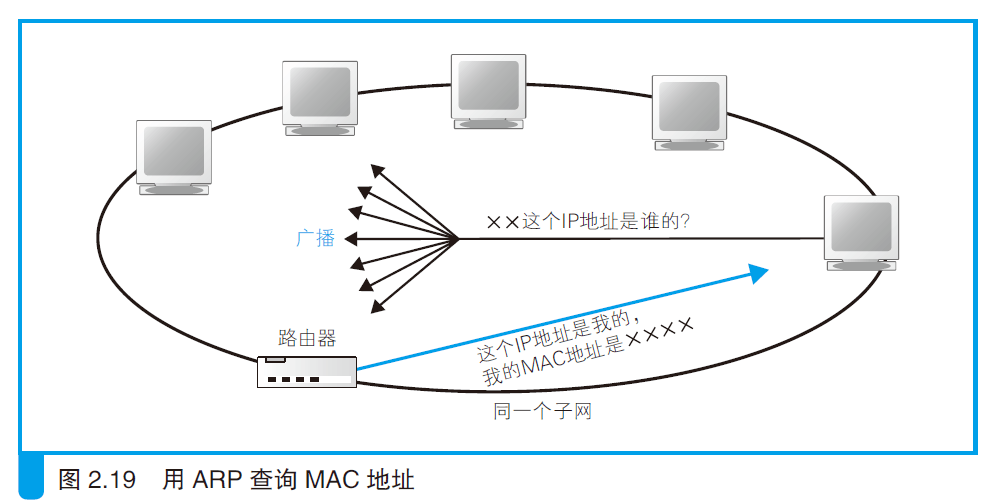 ××这个IP地址是谁的?
广播
路由器
这个IP地址是我的，
我的MAC地址是××××
同一个子网
图 2.19 用 ARP 查询 MAC 地址